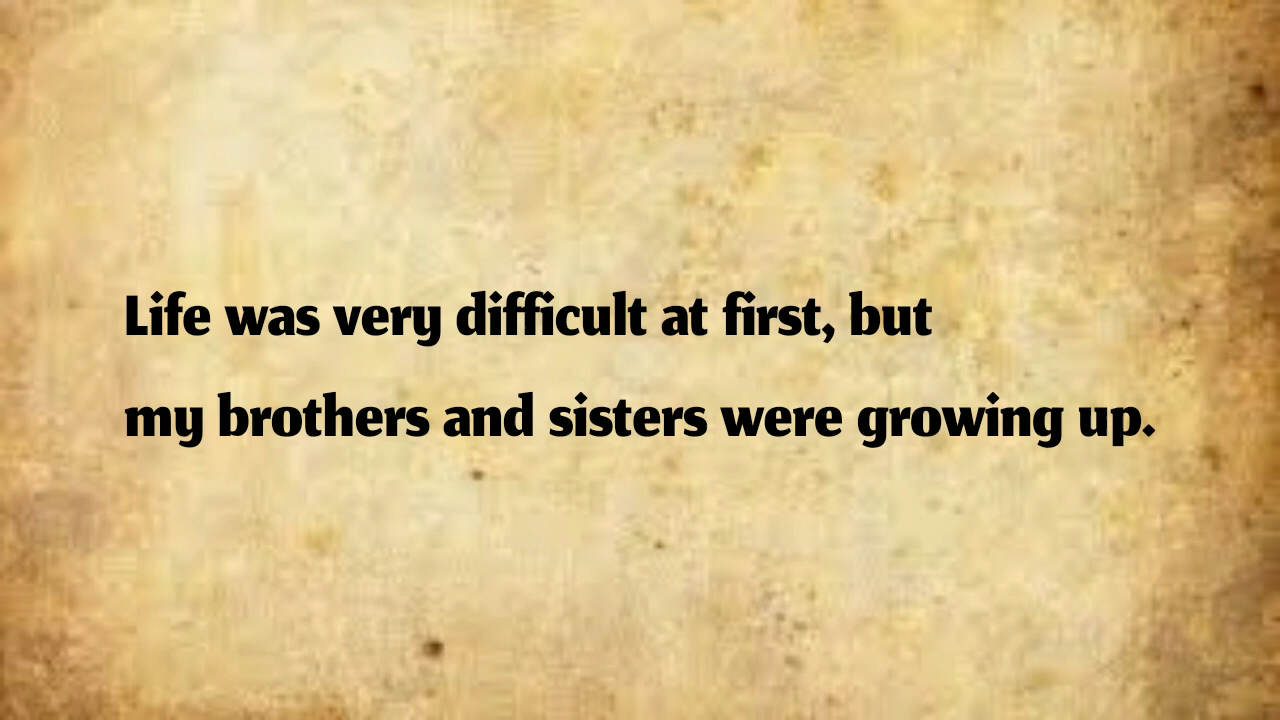 Life was very difficult at first, but
my brothers and sisters were growing up.